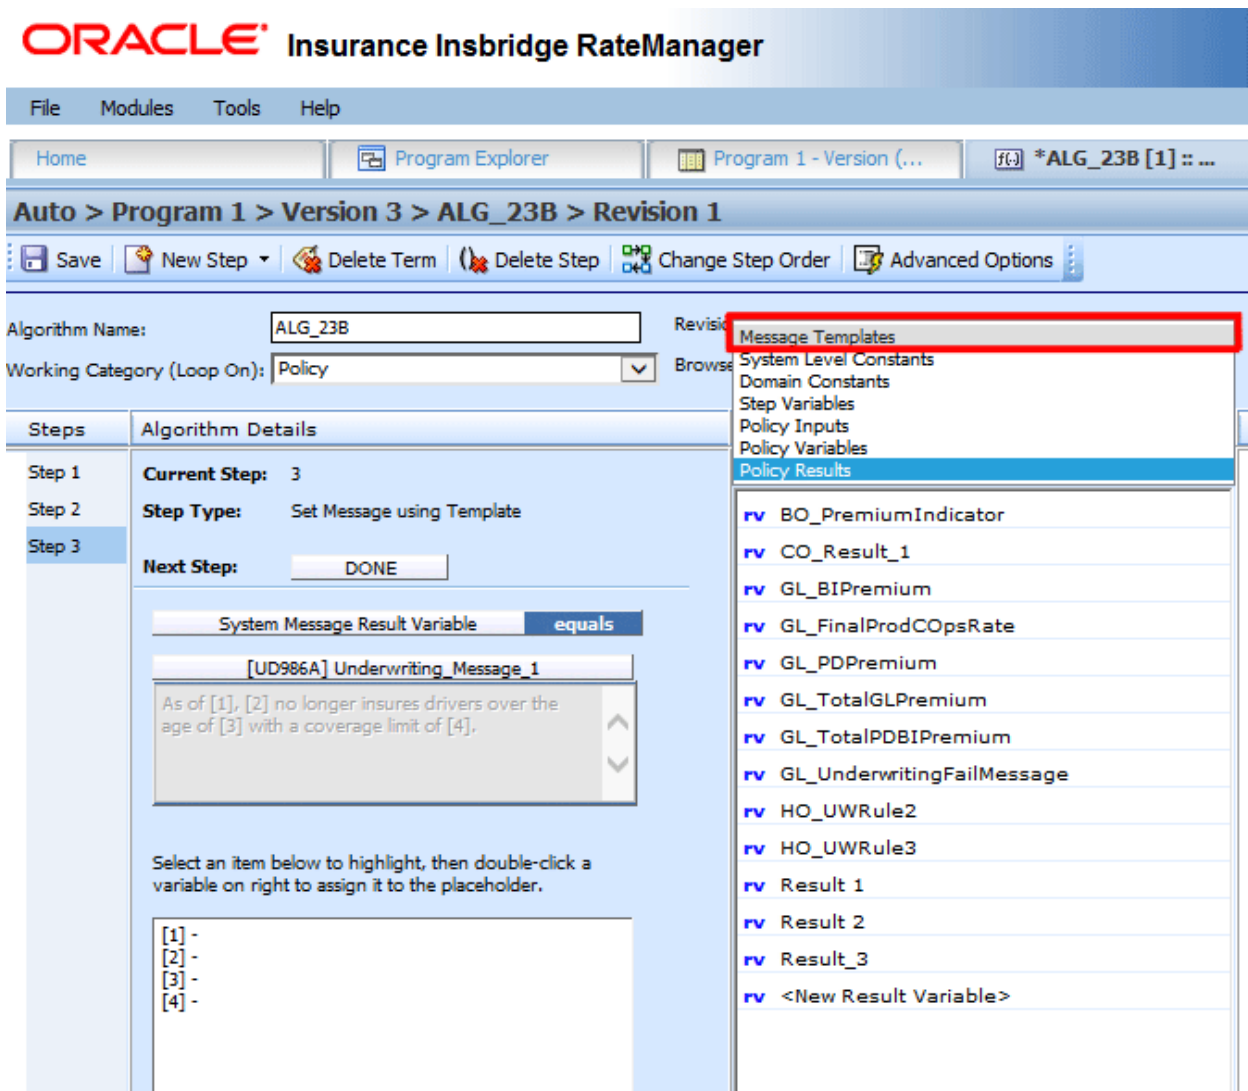 ORACLE Insurance Insbridge RateManager
File Modules Tools Help
Home Program Explorer Program 1 - Version (... f(.) *ALG_23B [1] :: ...
Auto > Program 1 > Version 3 > ALG_23B > Revision 1
Save New Step Delete Term Delete Step Change Step Order Advanced Options
Algorithm Name: ALG_23B Revisi
Working Category (Loop On): Policy Browse
Message Templates
System Level Constants
Domain Constants
Step Variables
Policy Inputs
Policy Variables
Policy Results
Steps
Step 1
Step 2
Step 3
Algorithm Details
Current Step: 3
Step Type: Set Message using Template
Next Step: DONE
System Message Result Variable equals
[UD986A] Underwriting_Message_1
As of [1], [2] no longer insures drivers over the
age of [3] with a coverage limit of [4].
Select an item below to highlight, then double-click a
variable on right to assign it to the placeholder.
[1] -
[2] -
[3] -
[4] -
rv BO_PremiumIndicator
rv CO_Result_1
rv GL_BIPremium
rv GL_FinalProdCOpsRate
rv GL_PDPremium
rv GL_TotalGLPremium
rv GL_TotalPDBIPremium
rv GL_UnderwritingFailMessage
rv HO_UWRule2
rv HO_UWRule3
rv Result 1
rv Result 2
rv Result_3
rv <New Result Variable>